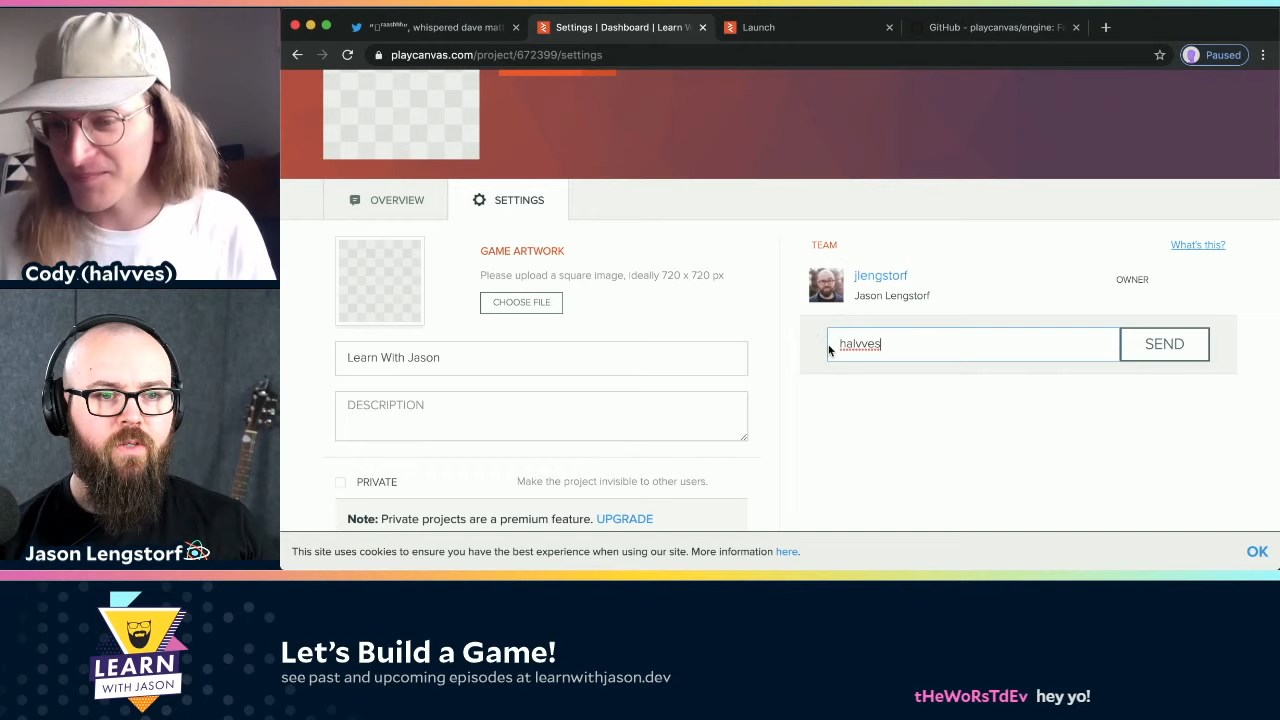 "▯ʳᵃᵃˢʰʰʰ", whispered dave mat
Settings | Dashboard | Learn W
Launch
GitHub - playcanvas/engine: Fa
playcanvas.com/project/672399/settings
Paused
OVERVIEW
SETTINGS
GAME ARTWORK
Please upload a square image, ideally 720 x 720 px
CHOOSE FILE
Learn With Jason
DESCRIPTION
PRIVATE
Make the project invisible to other users.
Note: Private projects are a premium feature. UPGRADE
TEAM
What's this?
jlengstorf
Jason Lengstorf
OWNER
halvves
SEND
This site uses cookies to ensure you have the best experience when using our site. More information here.
OK
Cody (halvves)
Jason Lengstorf
LEARN
WITH JASON
Let's Build a Game!
see past and upcoming episodes at learnwithjason.dev
tHeWoRsTdEv hey yo!